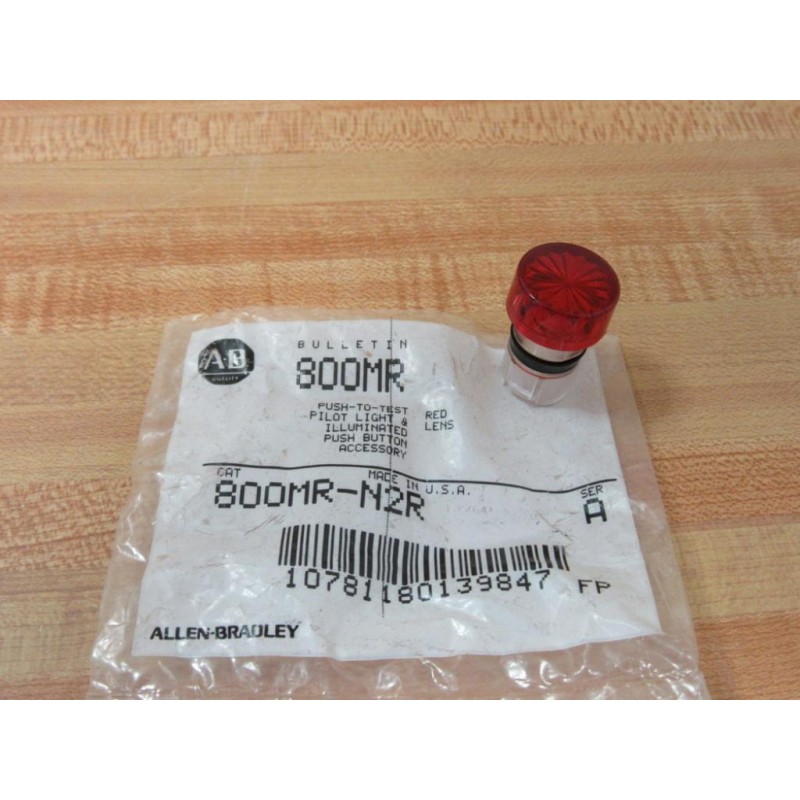 A-B
QUALITY
BULLETIN
800MR
PUSH-TO-TEST
PILOT LIGHT &
ILLUMINATED
PUSH BUTTON
ACCESSORY
RED
LENS
CAT
MADE IN U.S.A.
800MR-N2R
SER
A
10781180139847 FP
ALLEN-BRADLEY